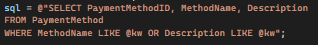 sql = @"SELECT PaymentMethodID, MethodName, Description
FROM PaymentMethod
WHERE MethodName LIKE @kw OR Description LIKE @kw";